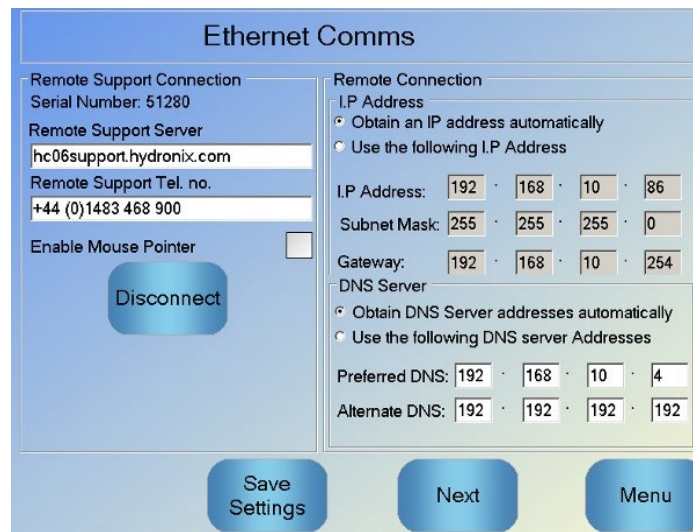 Ethernet Comms
Remote Support Connection
Serial Number: 51280
Remote Support Server
hc06support.hydronix.com
Remote Support Tel. no.
+44 (0)1483 468 900
Enable Mouse Pointer
Disconnect
Remote Connection
I.P Address
Obtain an IP address automatically
Use the following I.P Address
I.P Address: 192 . 168 . 10 . 86
Subnet Mask: 255 . 255 . 255 . 0
Gateway: 192 . 168 . 10 . 254
DNS Server
Obtain DNS Server addresses automatically
Use the following DNS server Addresses
Preferred DNS: 192 . 168 . 10 . 4
Alternate DNS: 192 . 192 . 192 . 192
Save
Settings
Next
Menu